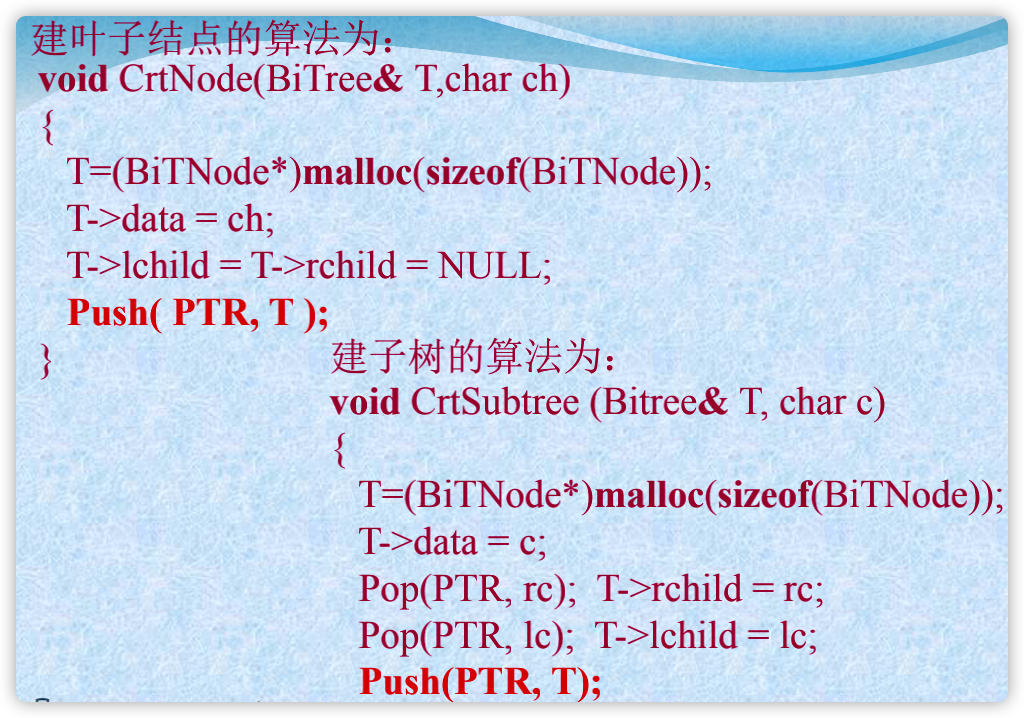 建叶子结点的算法为：
void CrtNode(BiTree& T,char ch)
{
T=(BiTNode*)malloc(sizeof(BiTNode));
T->data = ch;
T->lchild = T->rchild = NULL;
Push( PTR, T );
}
建子树的算法为：
void CrtSubtree (Bitree& T, char c)
{
T=(BiTNode*)malloc(sizeof(BiTNode));
T->data = c;
Pop(PTR, rc); T->rchild = rc;
Pop(PTR, lc); T->lchild = lc;
Push(PTR, T);